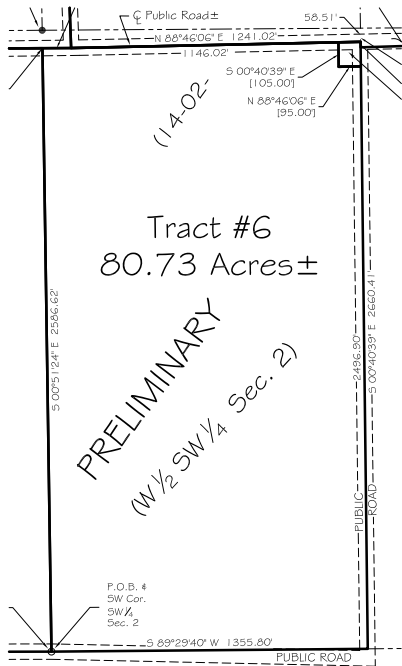 ℄ Public Road±
58.51'
N 88°46'06" E 1241.02'
1146.02'
S 00°40'39" E
[105.00']
N 88°46'06" E
[95.00']
(14-02-
Tract #6
80.73 Acres±
S 00°51'24" E 2586.62'
PRELIMINARY
(W ½ SW ¼ Sec. 2)
2496.90'
S 00°40'39" E 2660.41'
PUBLIC ROAD
P.O.B. &
SW Cor.
SW¼
Sec. 2
S 89°29'40" W 1355.80'
PUBLIC ROAD